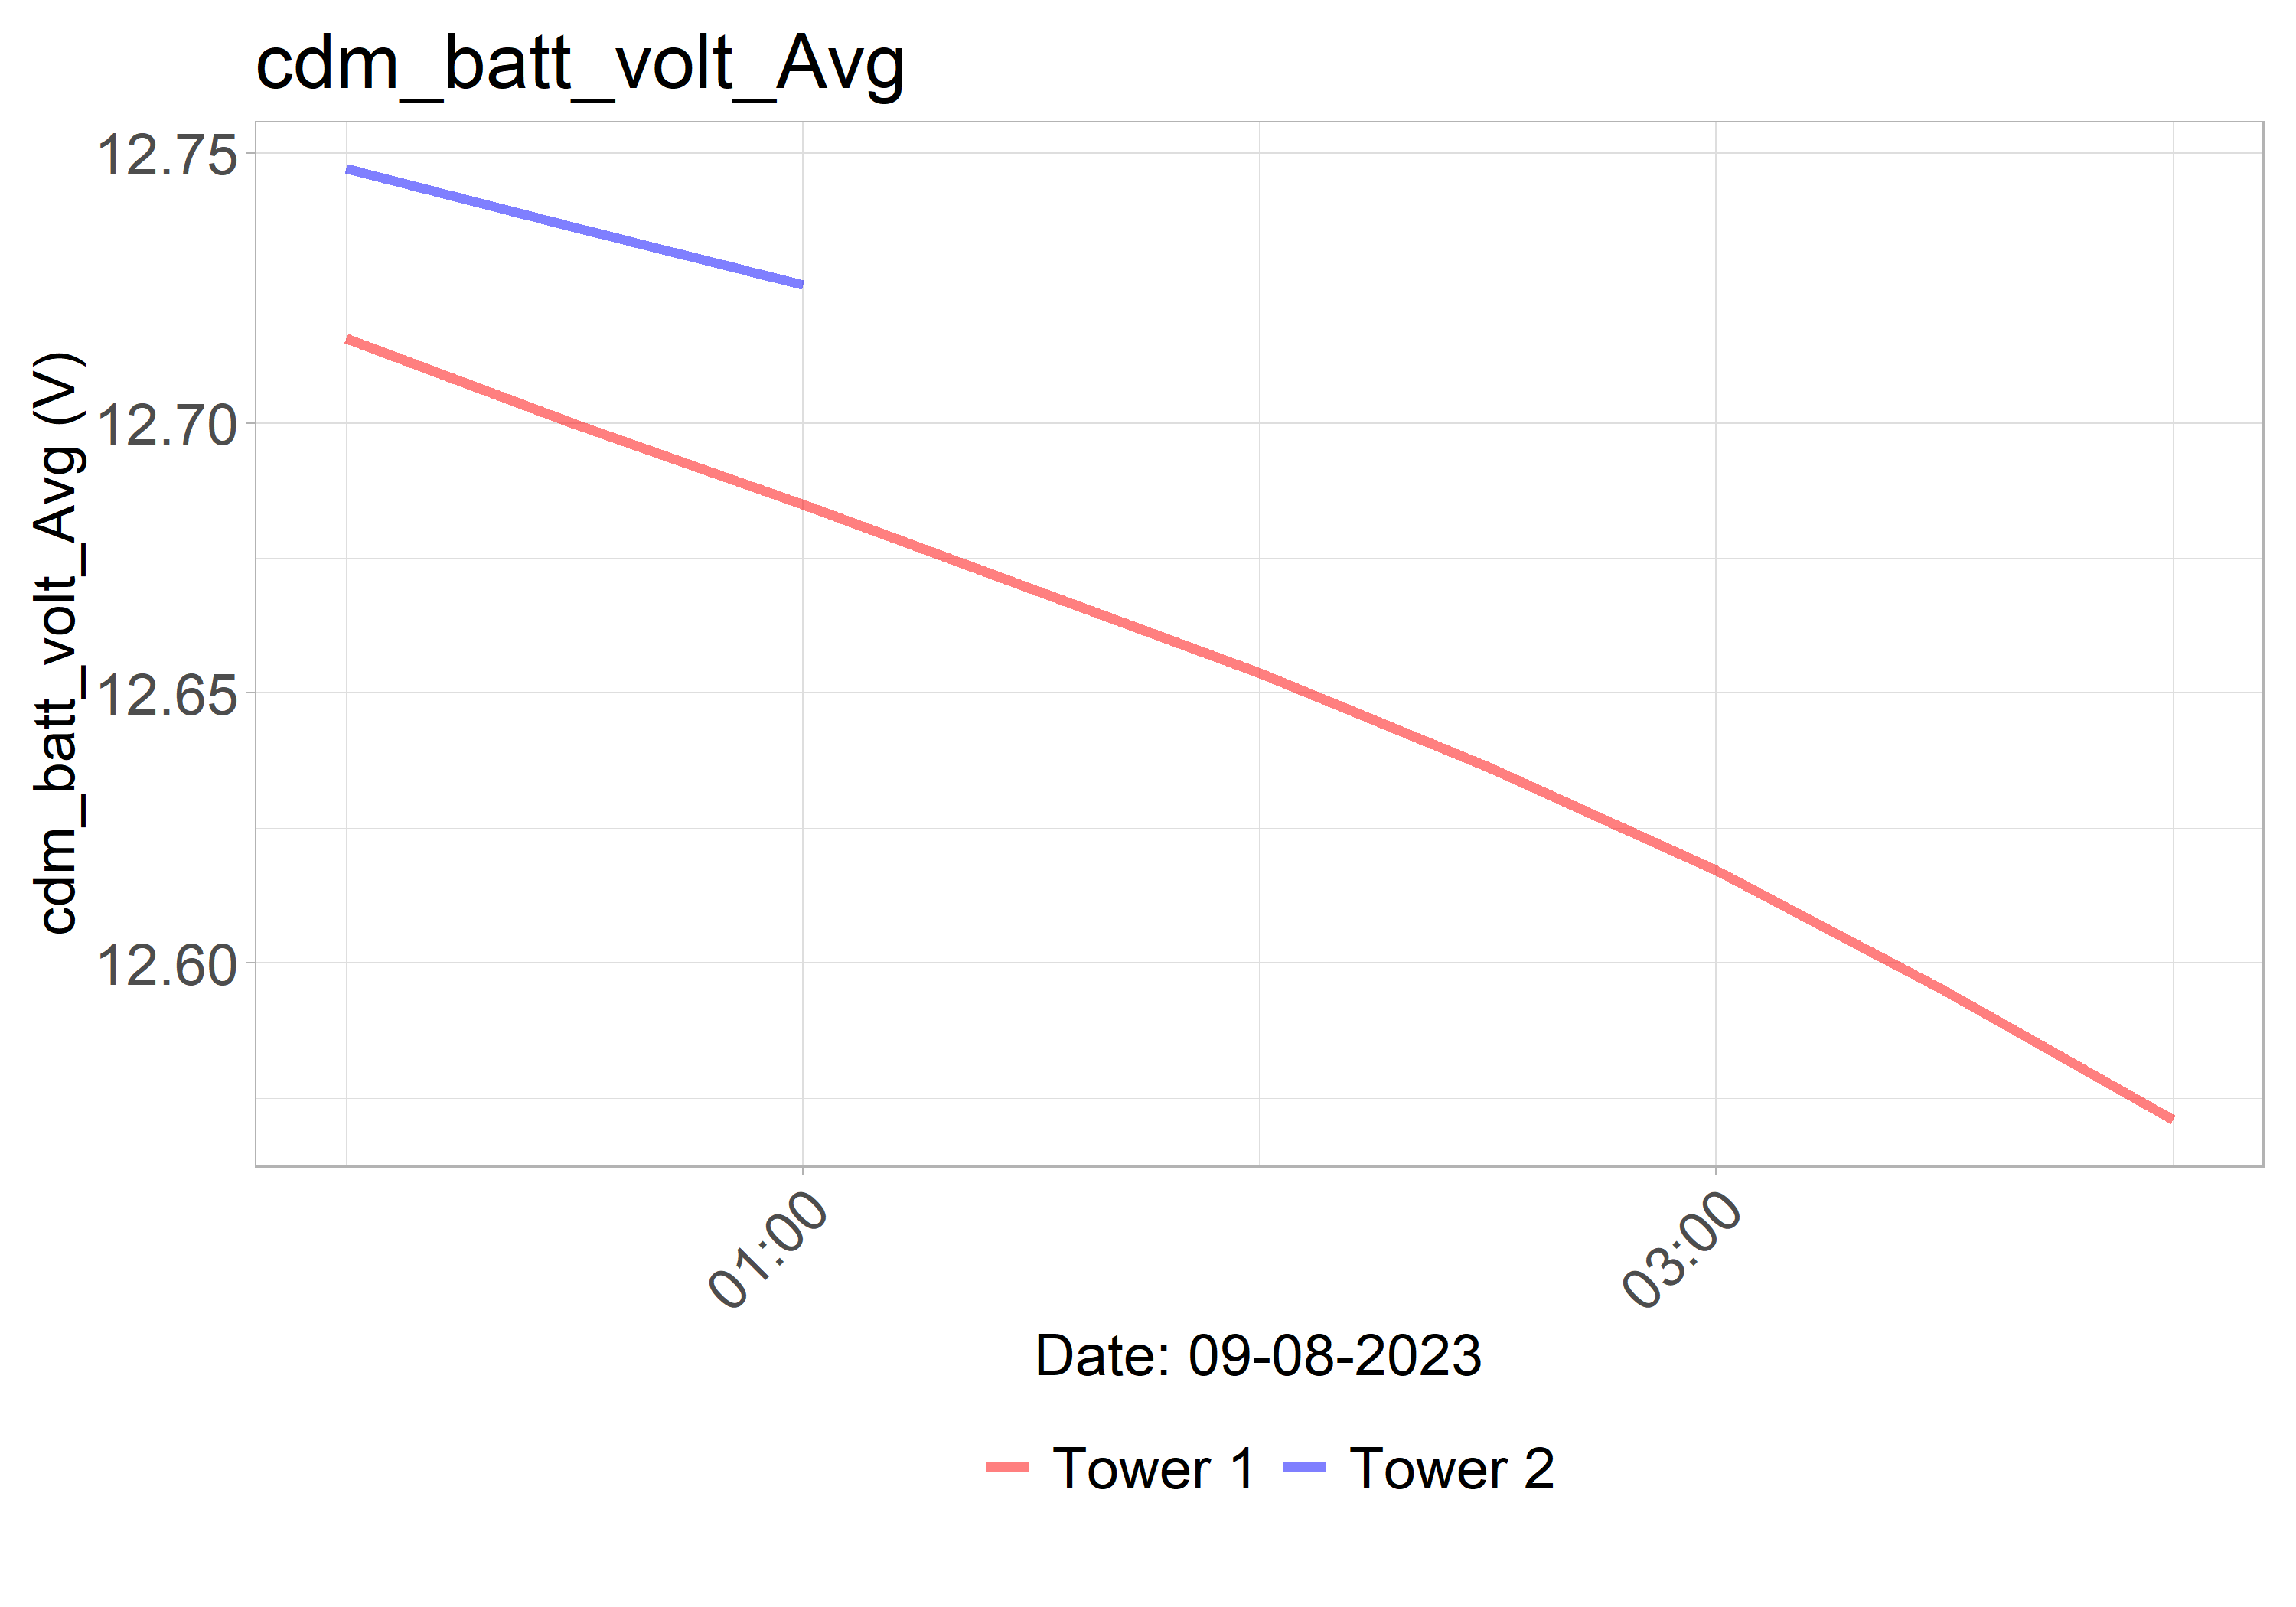 cdm_batt_volt_Avg
cdm_batt_volt_Avg (V)
12.75
12.70
12.65
12.60
01:00
03:00
Date: 09-08-2023
Tower 1
Tower 2